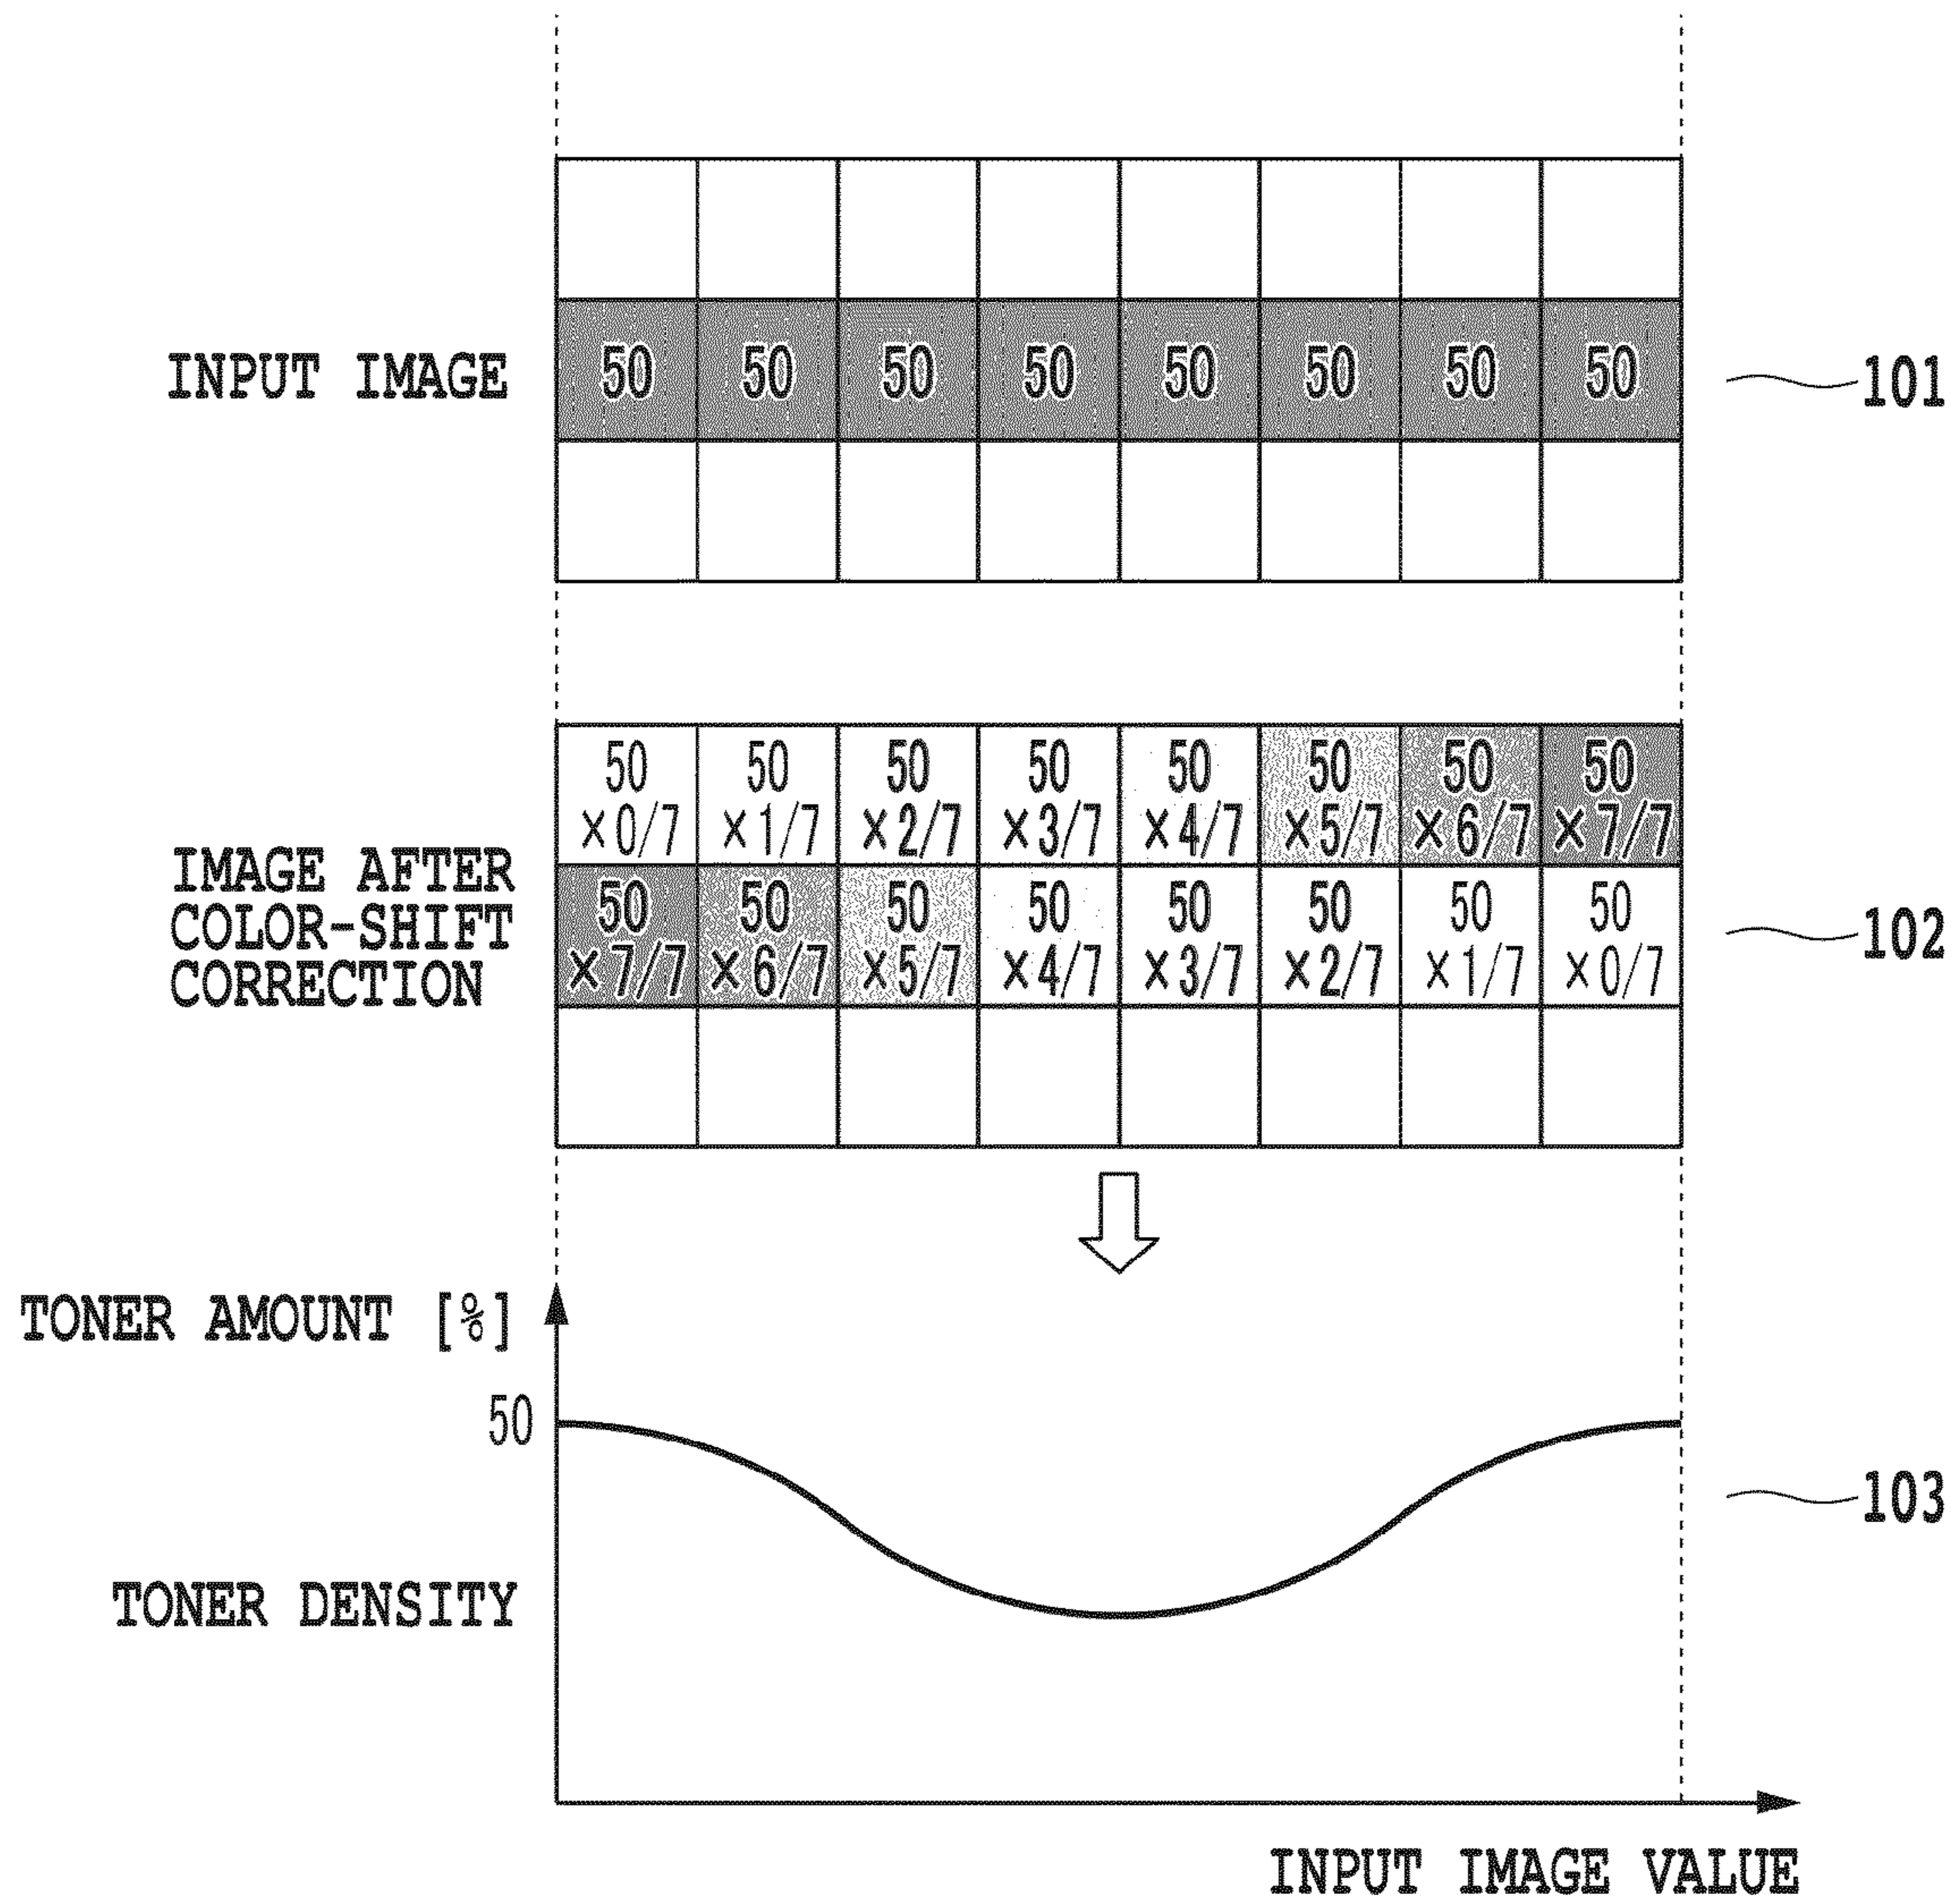 INPUT IMAGE
50 50 50 50 50 50 50 50
101
50 50 50 50 50 50 50 50
×0/7 ×1/7 ×2/7 ×3/7 ×4/7 ×5/7 ×6/7 ×7/7
IMAGE AFTER
COLOR-SHIFT
CORRECTION
50 50 50 50 50 50 50 50
×7/7 ×6/7 ×5/7 ×4/7 ×3/7 ×2/7 ×1/7 ×0/7
102
TONER AMOUNT [%]
50
103
TONER DENSITY
INPUT IMAGE VALUE